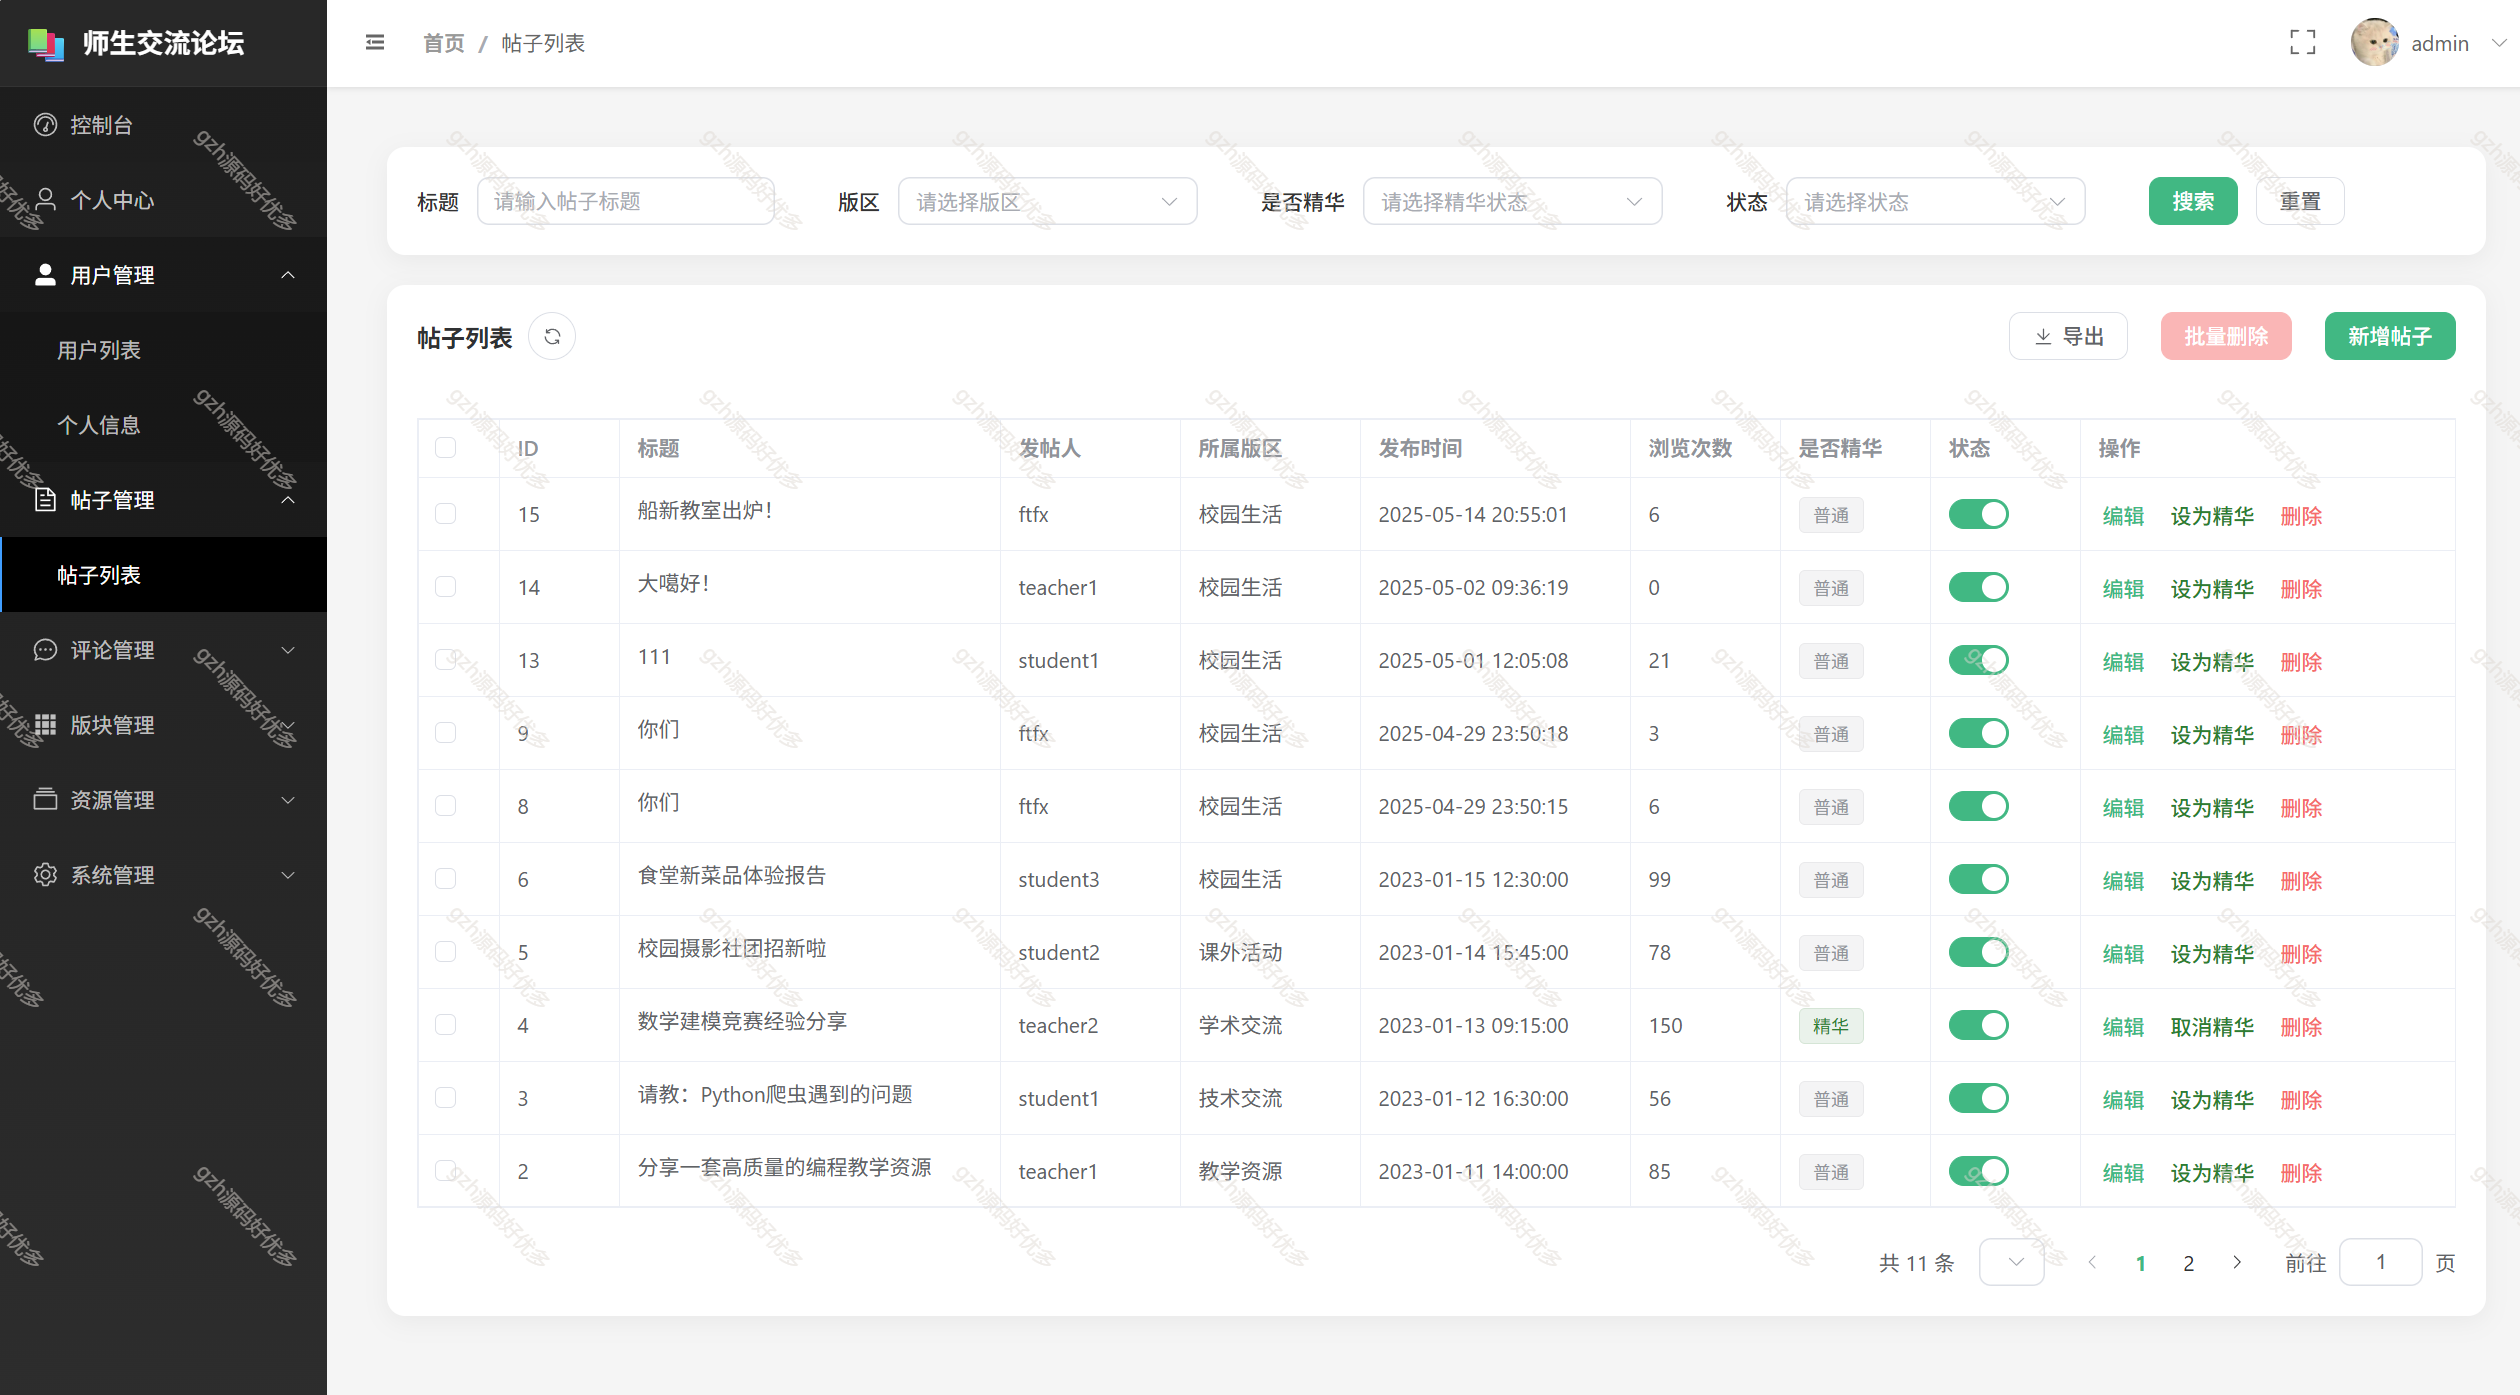 师生交流论坛
首页 / 帖子列表
admin
控制台
个人中心
用户管理
用户列表
个人信息
帖子管理
帖子列表
评论管理
版块管理
资源管理
系统管理
标题 请输入帖子标题 版区 请选择版区 是否精华 请选择精华状态 状态 请选择状态 搜索 重置
帖子列表 导出 批量删除 新增帖子
ID 标题 发帖人 所属版区 发布时间 浏览次数 是否精华 状态 操作
15 船新教室出炉! ftfx 校园生活 2025-05-14 20:55:01 6 普通 编辑 设为精华 删除
14 大噶好! teacher1 校园生活 2025-05-02 09:36:19 0 普通 编辑 设为精华 删除
13 111 student1 校园生活 2025-05-01 12:05:08 21 普通 编辑 设为精华 删除
9 你们 ftfx 校园生活 2025-04-29 23:50:18 3 普通 编辑 设为精华 删除
8 你们 ftfx 校园生活 2025-04-29 23:50:15 6 普通 编辑 设为精华 删除
6 食堂新菜品体验报告 student3 校园生活 2023-01-15 12:30:00 99 普通 编辑 设为精华 删除
5 校园摄影社团招新啦 student2 课外活动 2023-01-14 15:45:00 78 普通 编辑 设为精华 删除
4 数学建模竞赛经验分享 teacher2 学术交流 2023-01-13 09:15:00 150 精华 编辑 取消精华 删除
3 请教：Python爬虫遇到的问题 student1 技术交流 2023-01-12 16:30:00 56 普通 编辑 设为精华 删除
2 分享一套高质量的编程教学资源 teacher1 教学资源 2023-01-11 14:00:00 85 普通 编辑 设为精华 删除
共 11 条 1 2 前往 1 页
gzh源码好优多